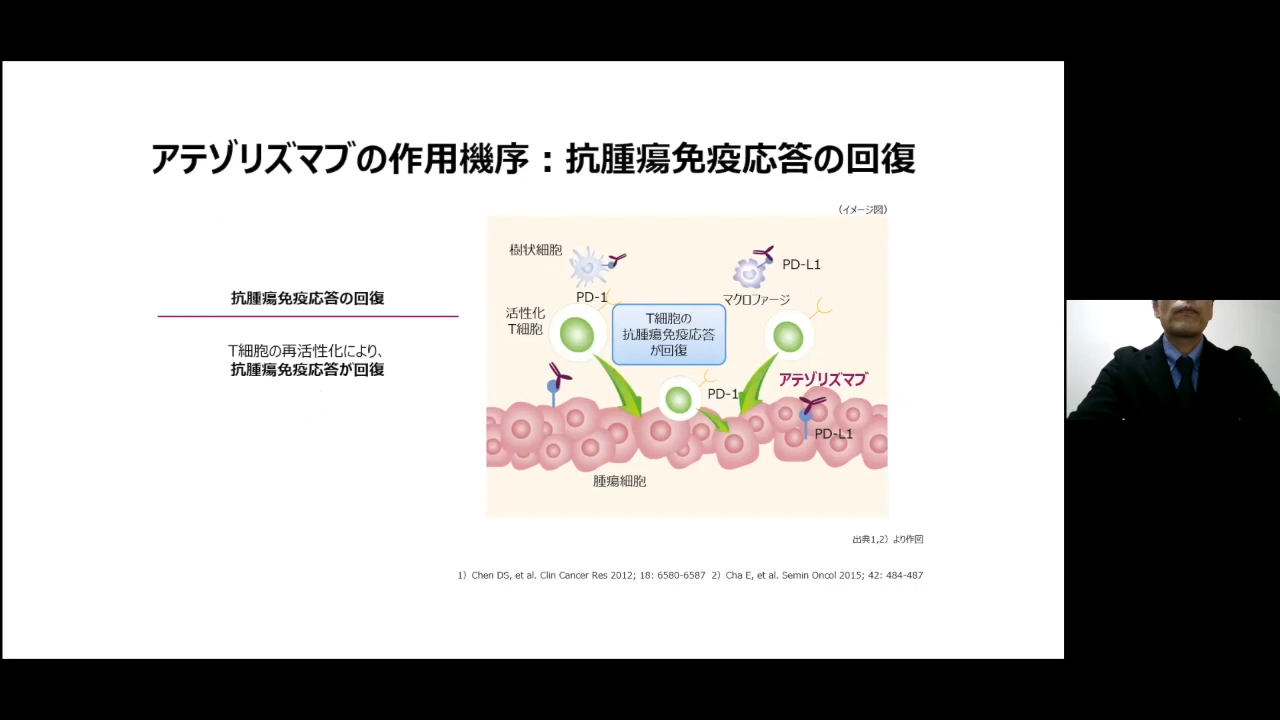 アテゾリズマブの作用機序：抗腫瘍免疫応答の回復
抗腫瘍免疫応答の回復
T細胞の再活性化により、
抗腫瘍免疫応答が回復
（イメージ図）
樹状細胞
PD-L1
PD-1
マクロファージ
活性化
T細胞
T細胞の
抗腫瘍免疫応答
が回復
アテゾリズマブ
PD-1
PD-L1
腫瘍細胞
出典1,2）より作図
1）Chen DS, et al. Clin Cancer Res 2012; 18: 6580-6587 2）Cha E, et al. Semin Oncol 2015; 42: 484-487